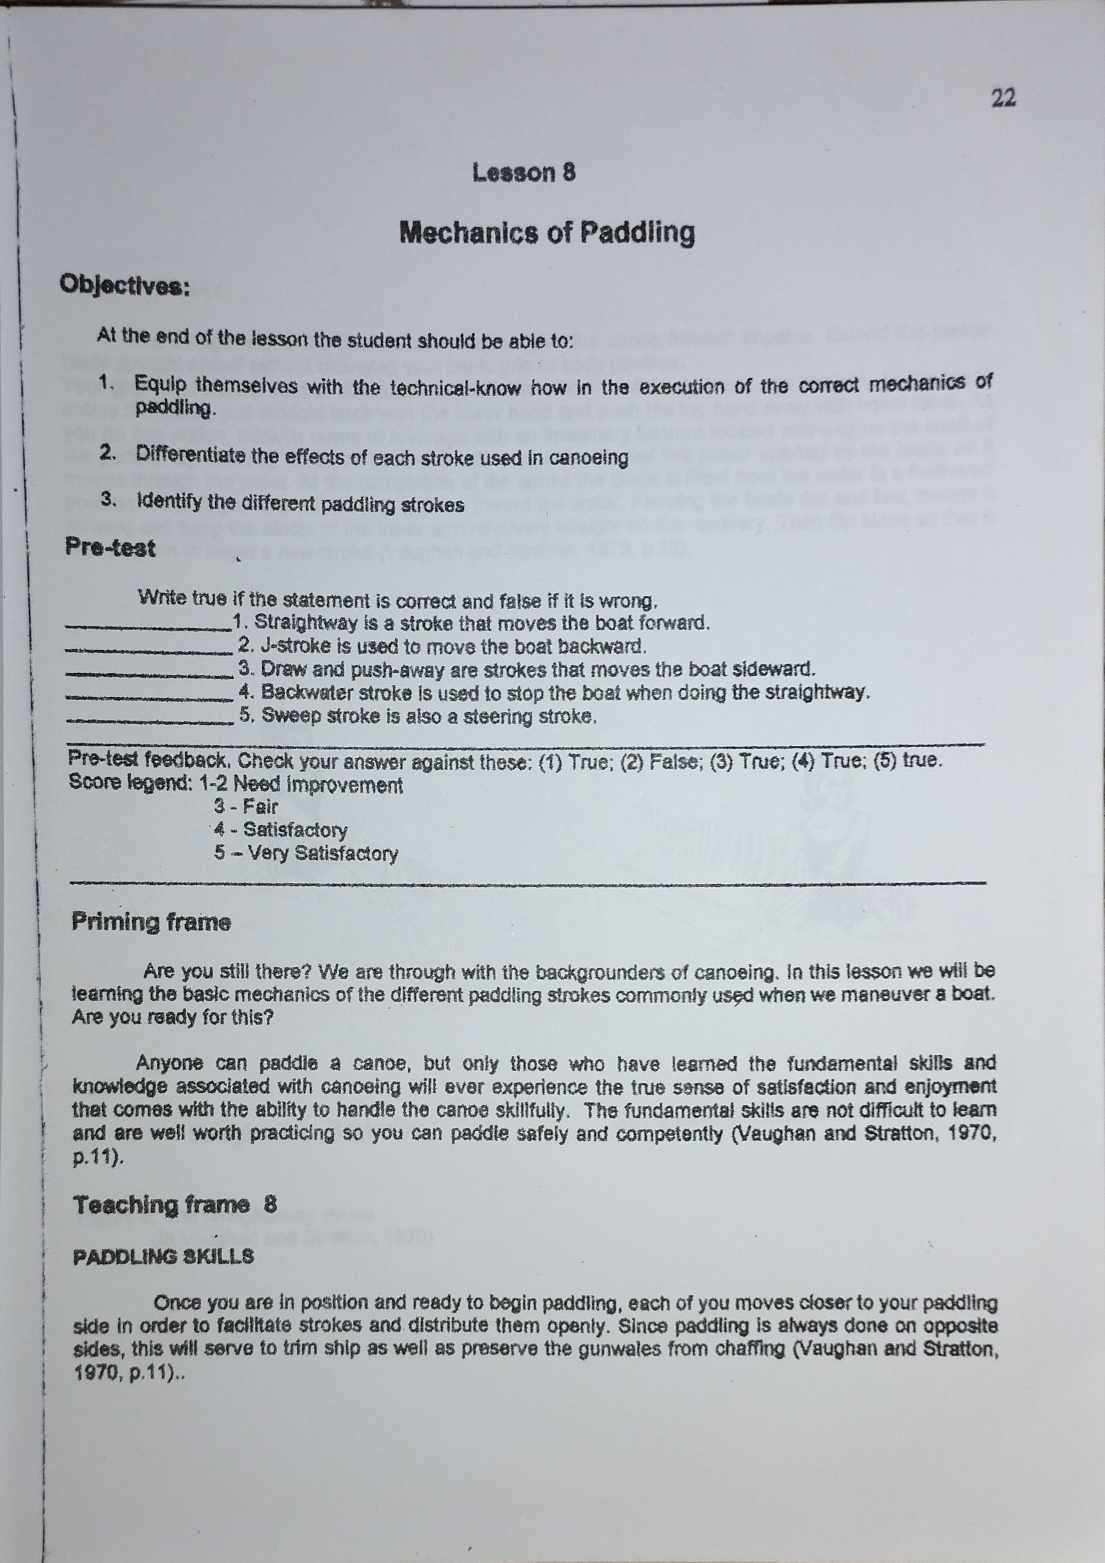 22
Lesson 8
Mechanics of Paddling
Objectives:
At the end of the lesson the student should be able to:
1. Equip themselves with the technical-know how in the execution of the correct mechanics of
paddling.
2. Differentiate the effects of each stroke used in canoeing
3. Identify the different paddling strokes
Pre-test
Write true if the statement is correct and false if it is wrong.
_______________1. Straightway is a stroke that moves the boat forward.
_______________ 2. J-stroke is used to move the boat backward.
_______________ 3. Draw and push-away are strokes that moves the boat sideward.
_______________ 4. Backwater stroke is used to stop the boat when doing the straightway.
_______________ 5. Sweep stroke is also a steering stroke.
Pre-test feedback. Check your answer against these: (1) True; (2) False; (3) True; (4) True; (5) true.
Score legend: 1-2 Need improvement
3 - Fair
4 - Satisfactory
5 – Very Satisfactory
Priming frame
Are you still there? We are through with the backgrounders of canoeing. In this lesson we will be
learning the basic mechanics of the different paddling strokes commonly used when we maneuver a boat.
Are you ready for this?
Anyone can paddle a canoe, but only those who have learned the fundamental skills and
knowledge associated with canoeing will ever experience the true sense of satisfaction and enjoyment
that comes with the ability to handle the canoe skillfully. The fundamental skills are not difficult to learn
and are well worth practicing so you can paddle safely and competently (Vaughan and Stratton, 1970,
p.11).
Teaching frame 8
PADDLING SKILLS
Once you are in position and ready to begin paddling, each of you moves closer to your paddling
side in order to facilitate strokes and distribute them openly. Since paddling is always done on opposite
sides, this will serve to trim ship as well as preserve the gunwales from chaffing (Vaughan and Stratton,
1970, p.11)..